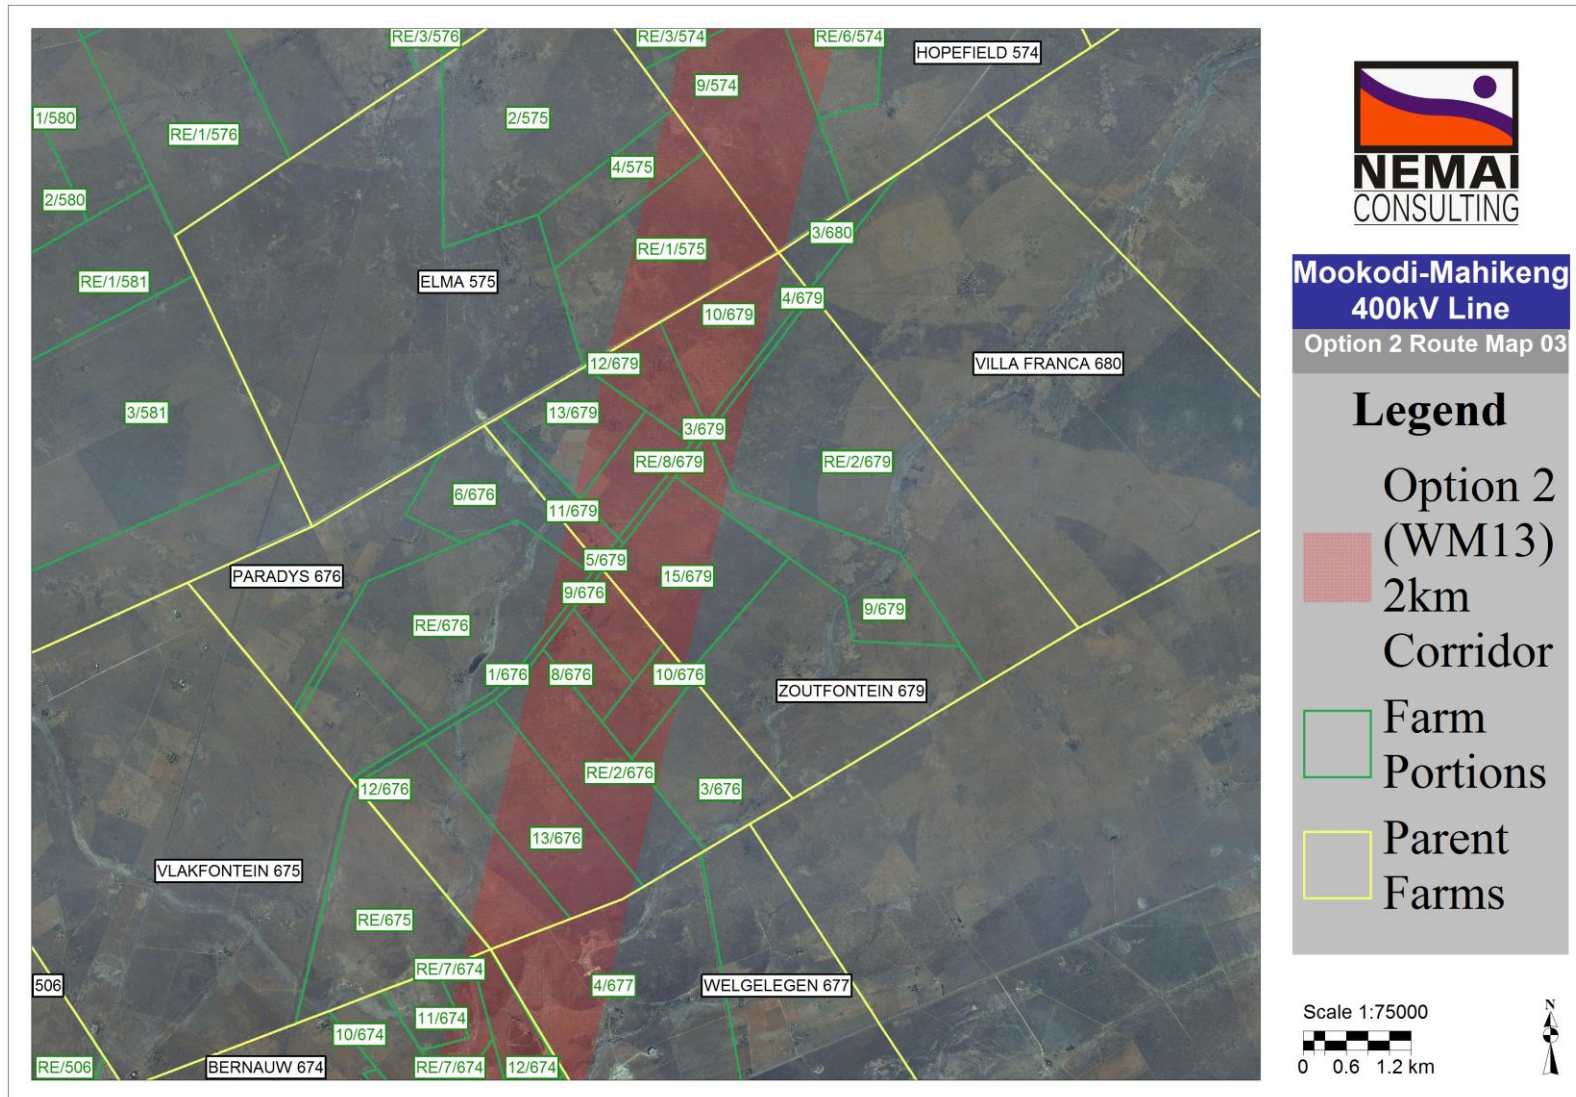 RE/3/576
RE/3/574
RE/6/574
HOPEFIELD 574
9/574
1/580
RE/1/576
2/575
4/575
2/580
3/680
RE/1/575
RE/1/581
ELMA 575
4/679
10/679
12/679
VILLA FRANCA 680
3/581
13/679
3/679
RE/8/679
RE/2/679
6/676
11/679
5/679
PARADYS 676
15/679
9/676
9/679
RE/676
1/676
8/676
10/676
ZOUTFONTEIN 679
RE/2/676
12/676
3/676
13/676
VLAKFONTEIN 675
RE/675
RE/7/674
506
4/677
WELGELEGEN 677
11/674
10/674
RE/506
BERNAUW 674
RE/7/674
12/674
NEMAI
CONSULTING
Mookodi-Mahikeng
400kV Line
Option 2 Route Map 03
Legend
Option 2
(WM13)
2km
Corridor
Farm
Portions
Parent
Farms
Scale 1:75000
0 0.6 1.2 km
N